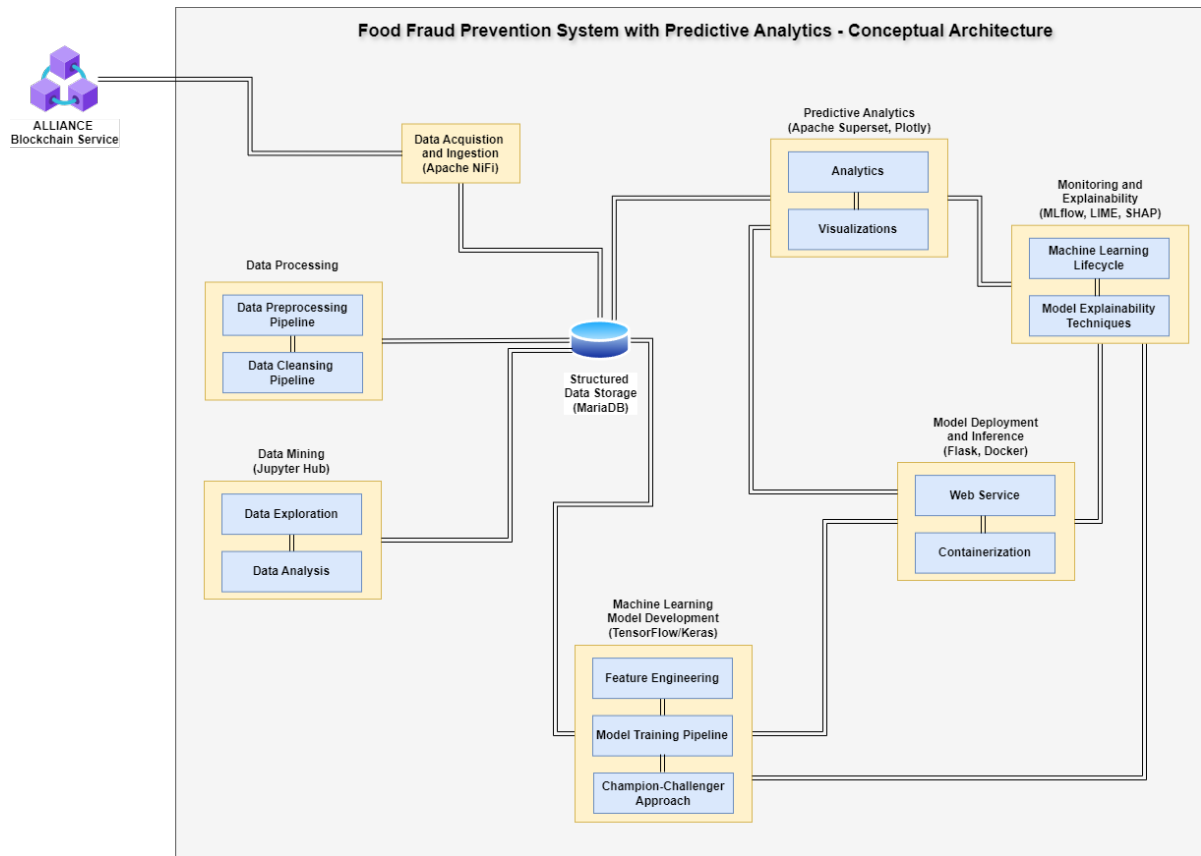 Food Fraud Prevention System with Predictive Analytics - Conceptual Architecture
ALLIANCE
Blockchain Service
Data Acquistion
and Ingestion
(Apache NiFi)
Predictive Analytics
(Apache Superset, Plotly)
Analytics
Visualizations
Monitoring and
Explainability
(MLflow, LIME, SHAP)
Machine Learning
Lifecycle
Model Explainability
Techniques
Data Processing
Data Preprocessing
Pipeline
Data Cleansing
Pipeline
Structured
Data Storage
(MariaDB)
Data Mining
(Jupyter Hub)
Data Exploration
Data Analysis
Model Deployment
and Inference
(Flask, Docker)
Web Service
Containerization
Machine Learning
Model Development
(TensorFlow/Keras)
Feature Engineering
Model Training Pipeline
Champion-Challenger
Approach